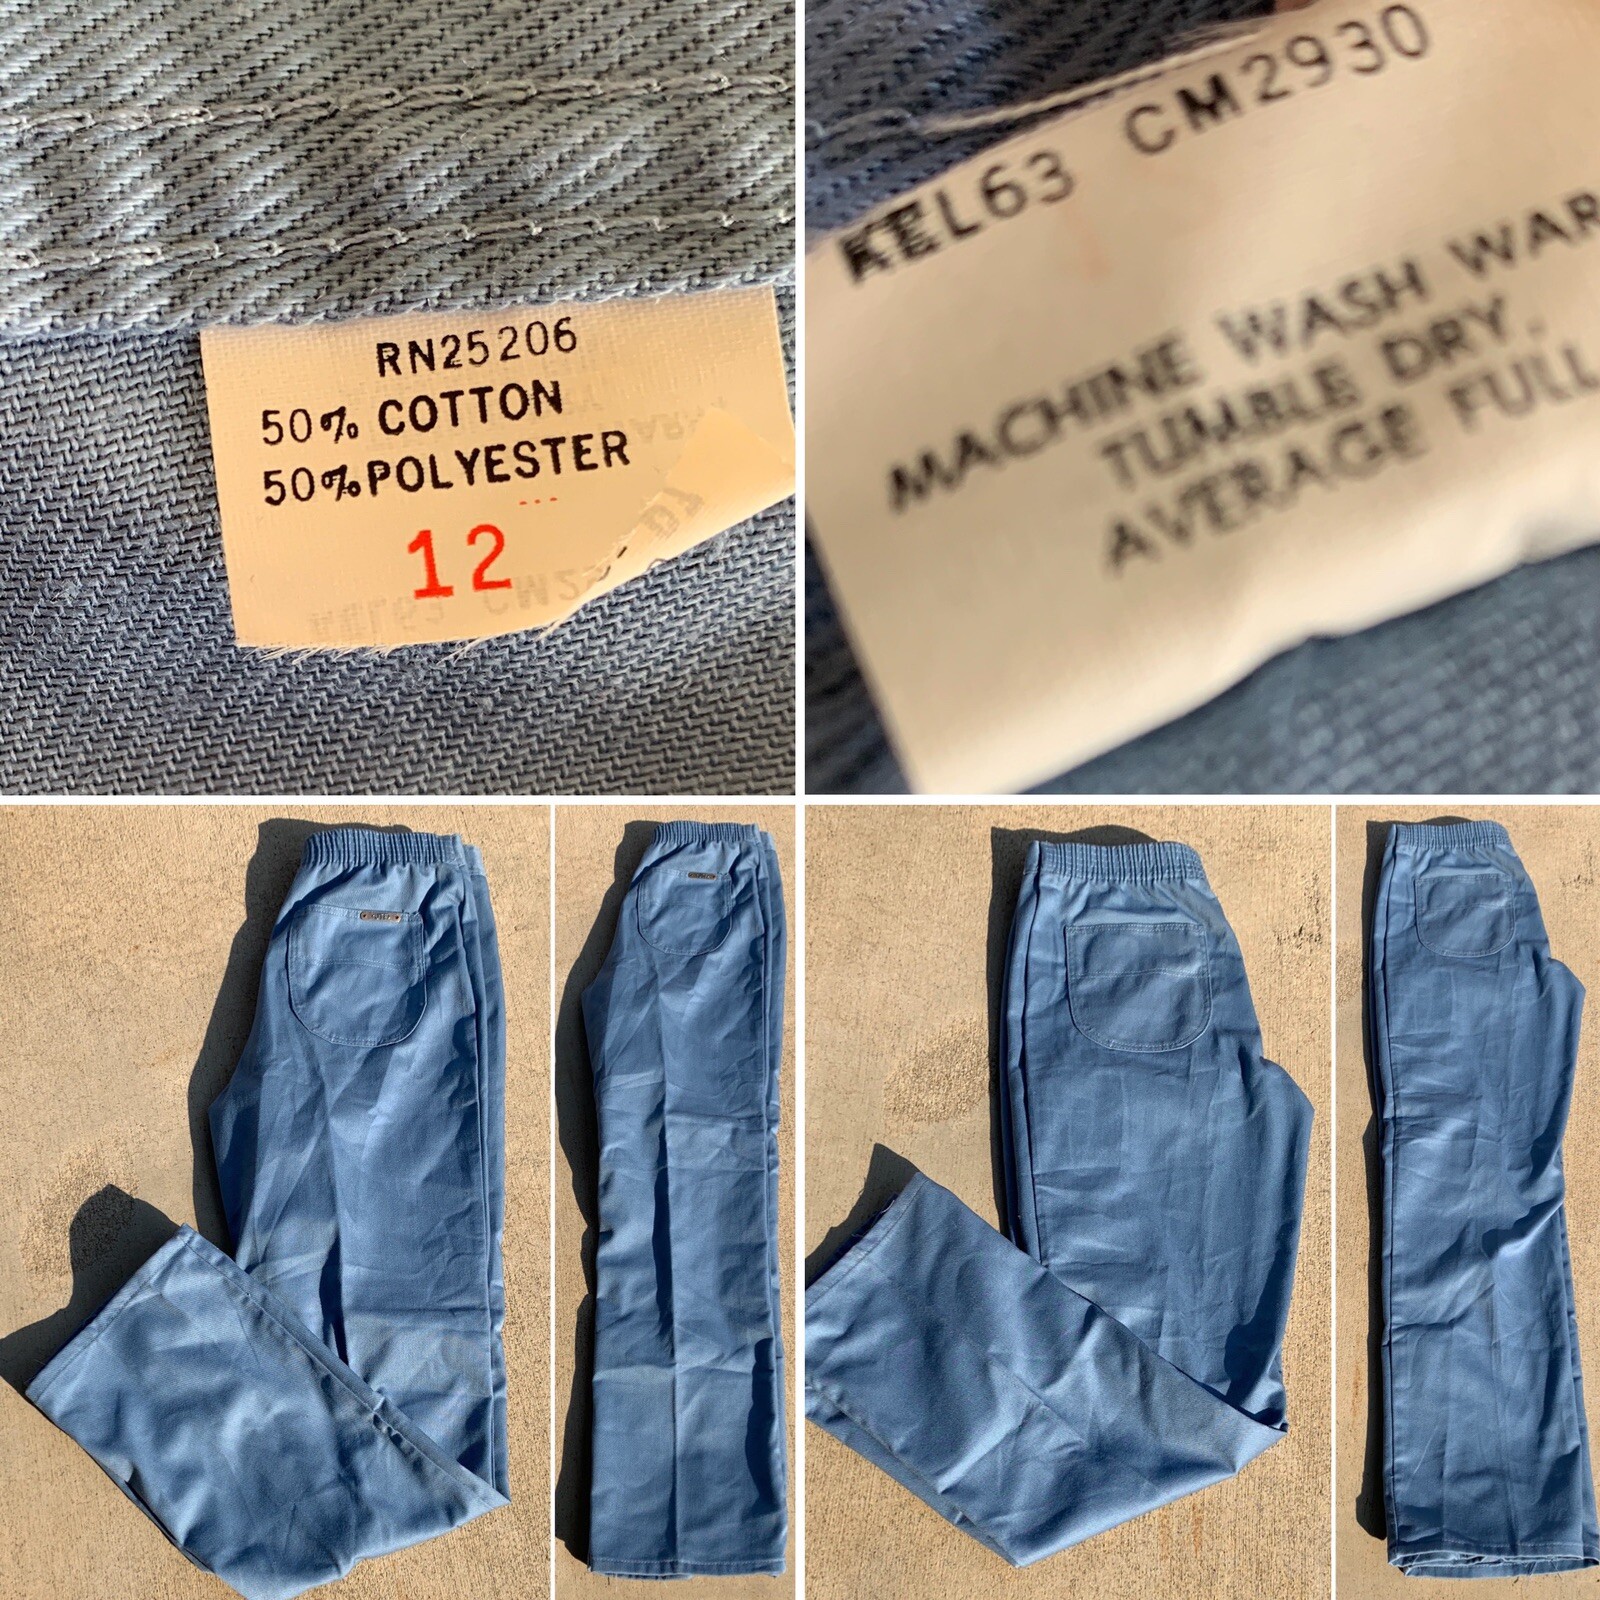 RN25206
50% COTTON
50% POLYESTER
12
KEL63 CM2930
MACHINE WASH WAR
TUMBLE DRY.
AVERAGE FULL